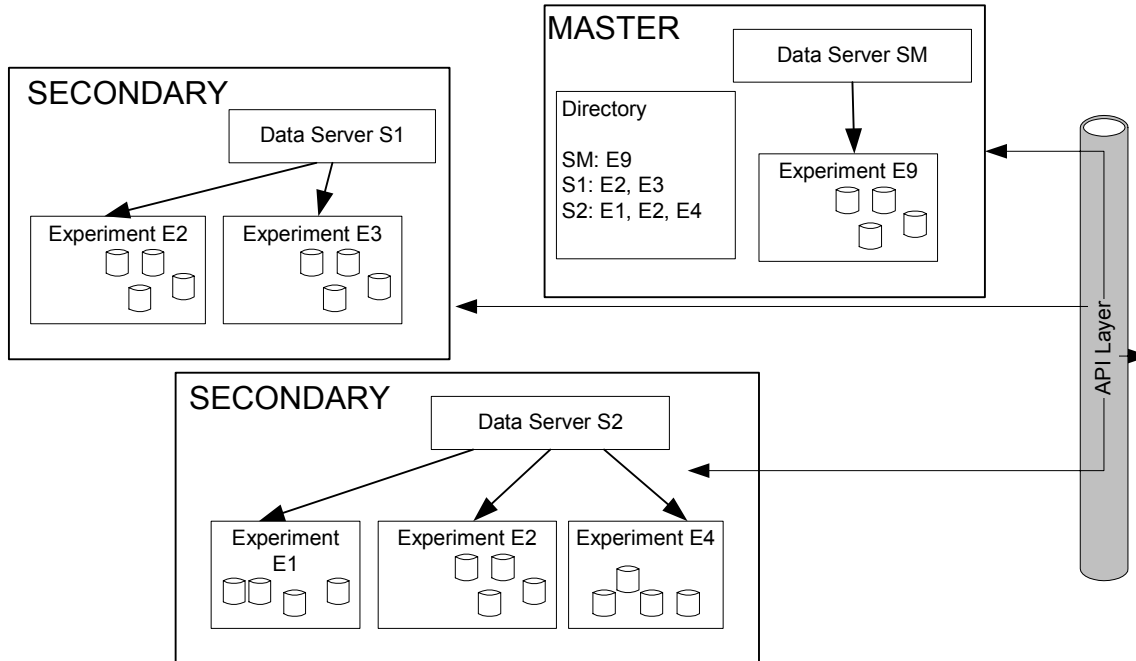 MASTER
Data Server SM
Directory
SM: E9
S1: E2, E3
S2: E1, E2, E4
Experiment E9
SECONDARY
Data Server S1
Experiment E2
Experiment E3
SECONDARY
Data Server S2
Experiment
E1
Experiment E2
Experiment E4
API Layer